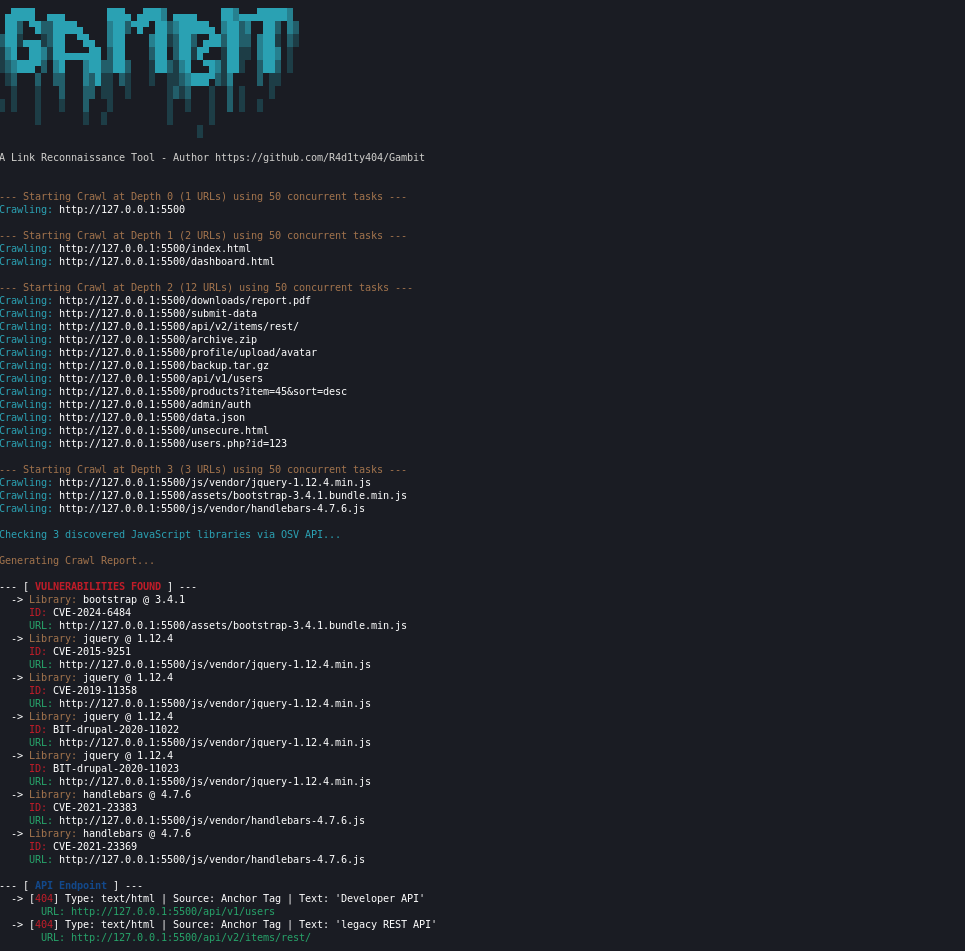 GAMBIT
A Link Reconnaissance Tool - Author https://github.com/R4d1ty404/Gambit
--- Starting Crawl at Depth 0 (1 URLs) using 50 concurrent tasks ---
Crawling: http://127.0.0.1:5500
--- Starting Crawl at Depth 1 (2 URLs) using 50 concurrent tasks ---
Crawling: http://127.0.0.1:5500/index.html
Crawling: http://127.0.0.1:5500/dashboard.html
--- Starting Crawl at Depth 2 (12 URLs) using 50 concurrent tasks ---
Crawling: http://127.0.0.1:5500/downloads/report.pdf
Crawling: http://127.0.0.1:5500/submit-data
Crawling: http://127.0.0.1:5500/api/v2/items/rest/
Crawling: http://127.0.0.1:5500/archive.zip
Crawling: http://127.0.0.1:5500/profile/upload/avatar
Crawling: http://127.0.0.1:5500/backup.tar.gz
Crawling: http://127.0.0.1:5500/api/v1/users
Crawling: http://127.0.0.1:5500/products?item=45&sort=desc
Crawling: http://127.0.0.1:5500/admin/auth
Crawling: http://127.0.0.1:5500/data.json
Crawling: http://127.0.0.1:5500/unsecure.html
Crawling: http://127.0.0.1:5500/users.php?id=123
--- Starting Crawl at Depth 3 (3 URLs) using 50 concurrent tasks ---
Crawling: http://127.0.0.1:5500/js/vendor/jquery-1.12.4.min.js
Crawling: http://127.0.0.1:5500/assets/bootstrap-3.4.1.bundle.min.js
Crawling: http://127.0.0.1:5500/js/vendor/handlebars-4.7.6.js
Checking 3 discovered JavaScript libraries via OSV API...
Generating Crawl Report...
--- [ VULNERABILITIES FOUND ] ---
-> Library: bootstrap @ 3.4.1
ID: CVE-2024-6484
URL: http://127.0.0.1:5500/assets/bootstrap-3.4.1.bundle.min.js
-> Library: jquery @ 1.12.4
ID: CVE-2015-9251
URL: http://127.0.0.1:5500/js/vendor/jquery-1.12.4.min.js
-> Library: jquery @ 1.12.4
ID: CVE-2019-11358
URL: http://127.0.0.1:5500/js/vendor/jquery-1.12.4.min.js
-> Library: jquery @ 1.12.4
ID: BIT-drupal-2020-11022
URL: http://127.0.0.1:5500/js/vendor/jquery-1.12.4.min.js
-> Library: jquery @ 1.12.4
ID: BIT-drupal-2020-11023
URL: http://127.0.0.1:5500/js/vendor/jquery-1.12.4.min.js
-> Library: handlebars @ 4.7.6
ID: CVE-2021-23383
URL: http://127.0.0.1:5500/js/vendor/handlebars-4.7.6.js
-> Library: handlebars @ 4.7.6
ID: CVE-2021-23369
URL: http://127.0.0.1:5500/js/vendor/handlebars-4.7.6.js
--- [ API Endpoint ] ---
-> [404] Type: text/html | Source: Anchor Tag | Text: 'Developer API'
URL: http://127.0.0.1:5500/api/v1/users
-> [404] Type: text/html | Source: Anchor Tag | Text: 'legacy REST API'
URL: http://127.0.0.1:5500/api/v2/items/rest/